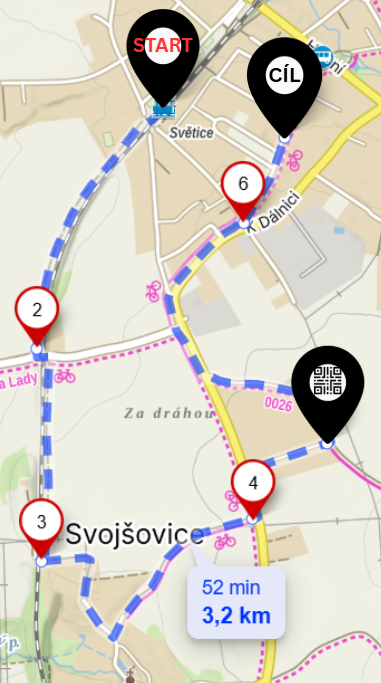 START
CÍL
Světice
6
K Dálnici
2
a Lady
Za dráhou
0026
4
3
Svojšovice
52 min
3,2 km